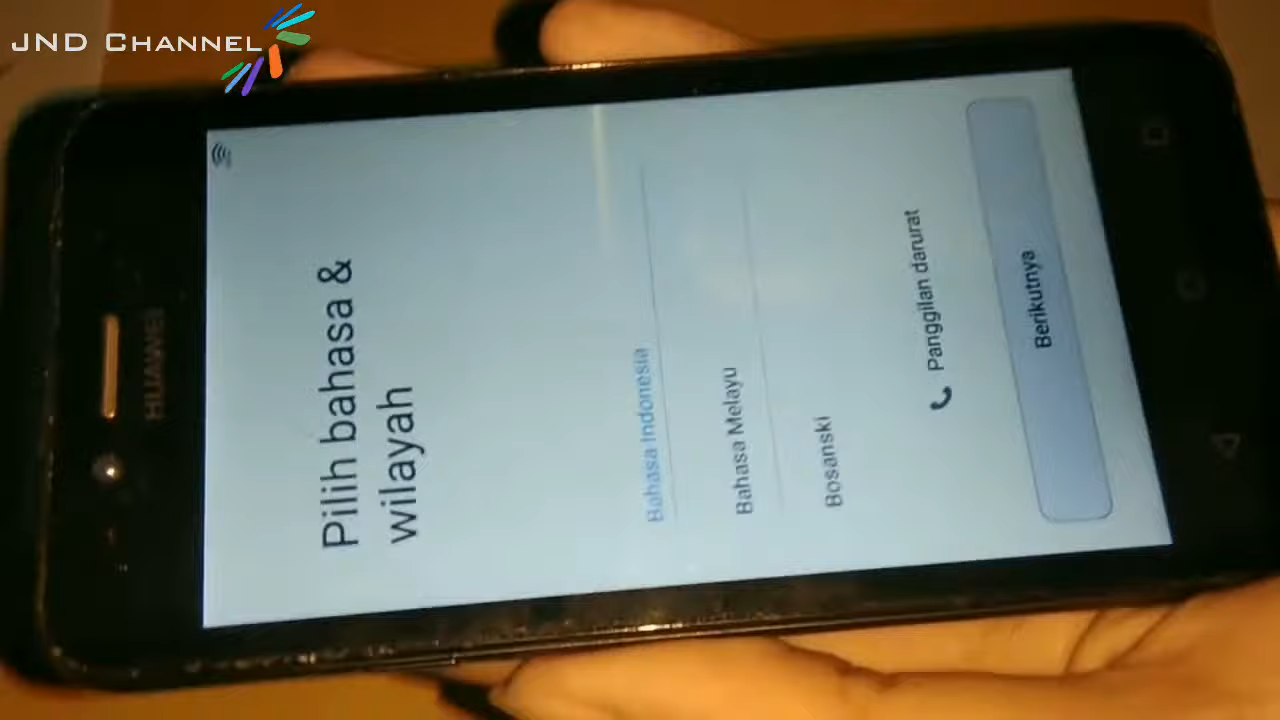 JND CHANNEL
HUAWEI
Pilih bahasa &
wilayah
Bahasa Indonesia
Bahasa Melayu
Bosanski
Panggilan darurat
Berikutnya